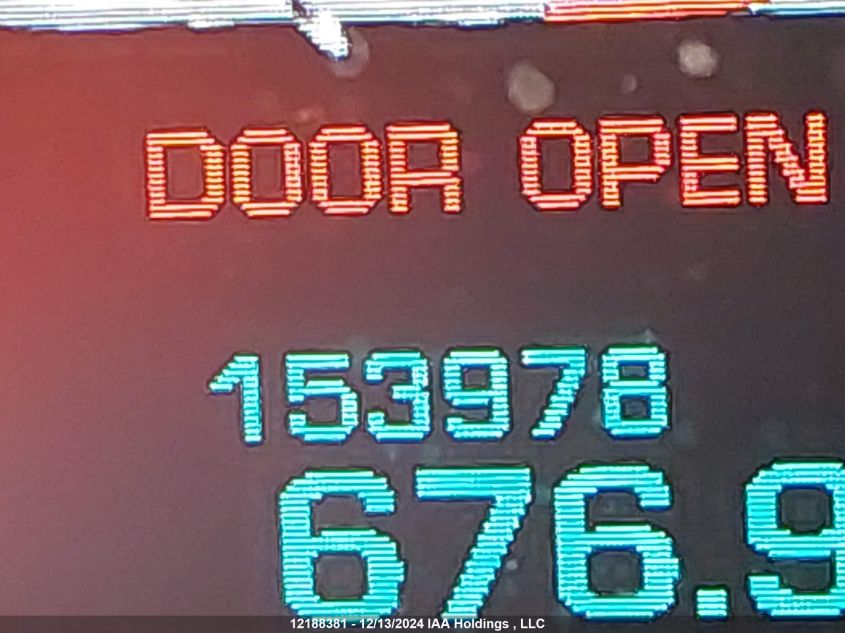 DOOR OPEN
153978
676.9
12188381 - 12/13/2024 IAA Holdings , LLC